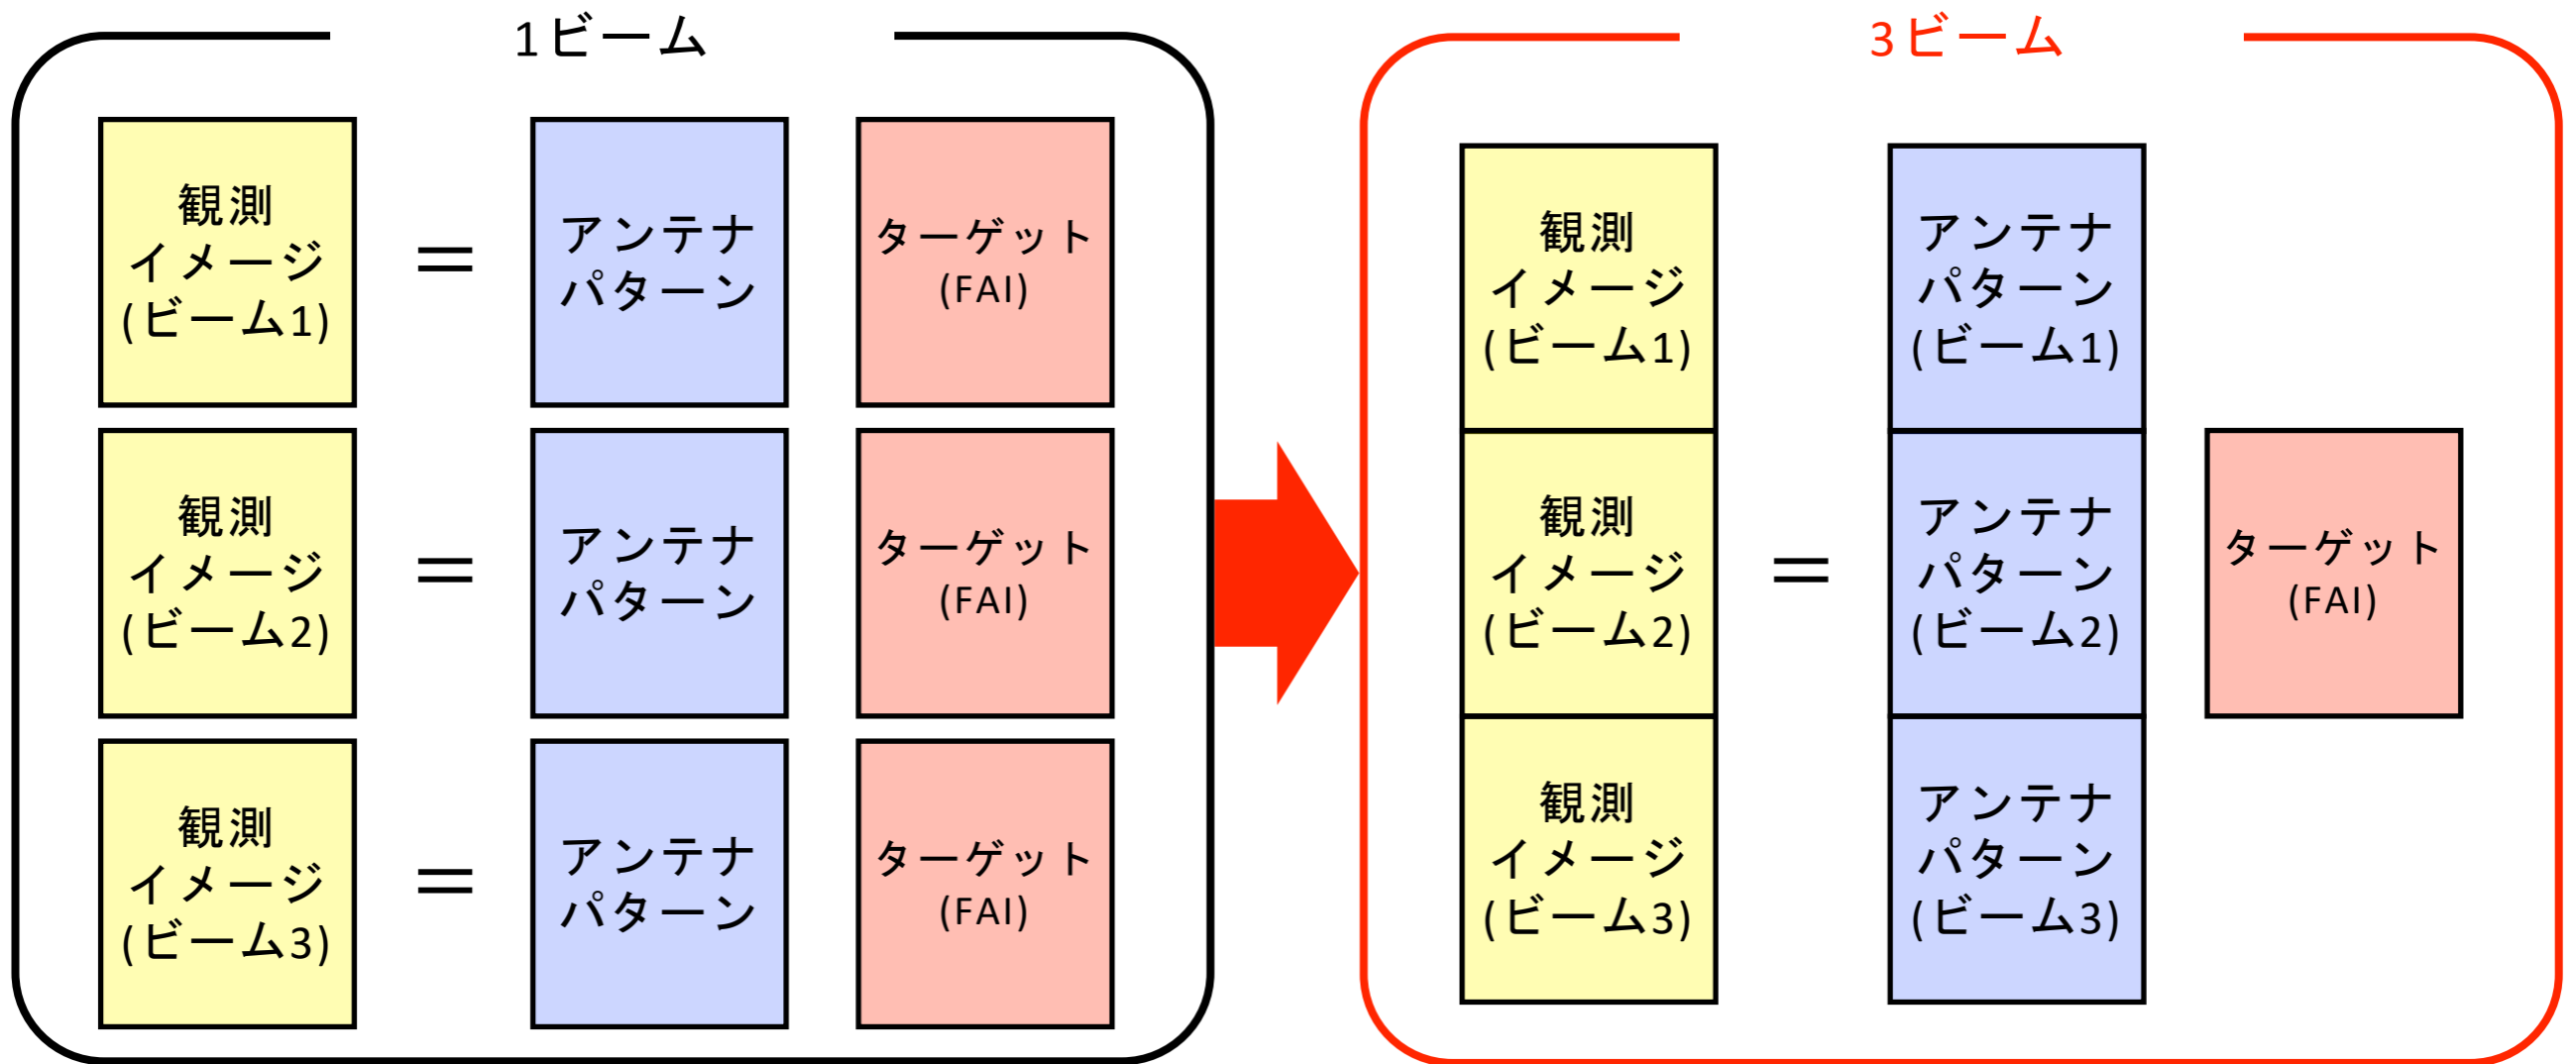 1ビーム
観測
イメージ
(ビーム1)
=
アンテナ
パターン
ターゲット
(FAI)
観測
イメージ
(ビーム2)
=
アンテナ
パターン
ターゲット
(FAI)
観測
イメージ
(ビーム3)
=
アンテナ
パターン
ターゲット
(FAI)
3ビーム
観測
イメージ
(ビーム1)
観測
イメージ
(ビーム2)
観測
イメージ
(ビーム3)
=
アンテナ
パターン
(ビーム1)
アンテナ
パターン
(ビーム2)
アンテナ
パターン
(ビーム3)
ターゲット
(FAI)